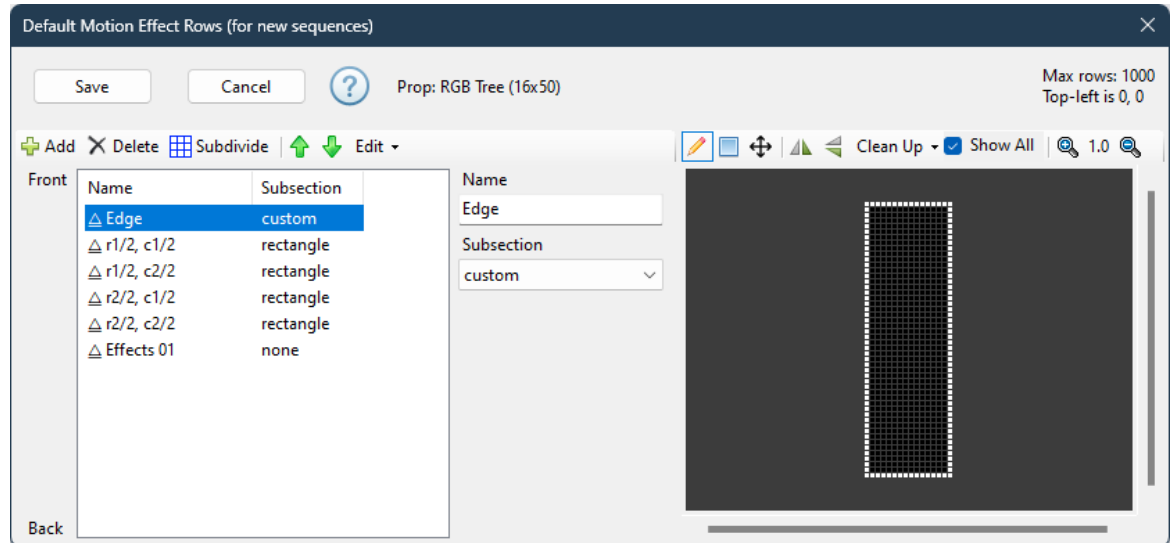 Default Motion Effect Rows (for new sequences)
Save Cancel ? Prop: RGB Tree (16x50)
Max rows: 1000
Top-left is 0, 0
Add Delete Subdivide Edit
Clean Up Show All 1.0
Front
Name Subsection
Edge custom
r1/2, c1/2 rectangle
r1/2, c2/2 rectangle
r2/2, c1/2 rectangle
r2/2, c2/2 rectangle
Effects 01 none
Back
Name
Edge
Subsection
custom